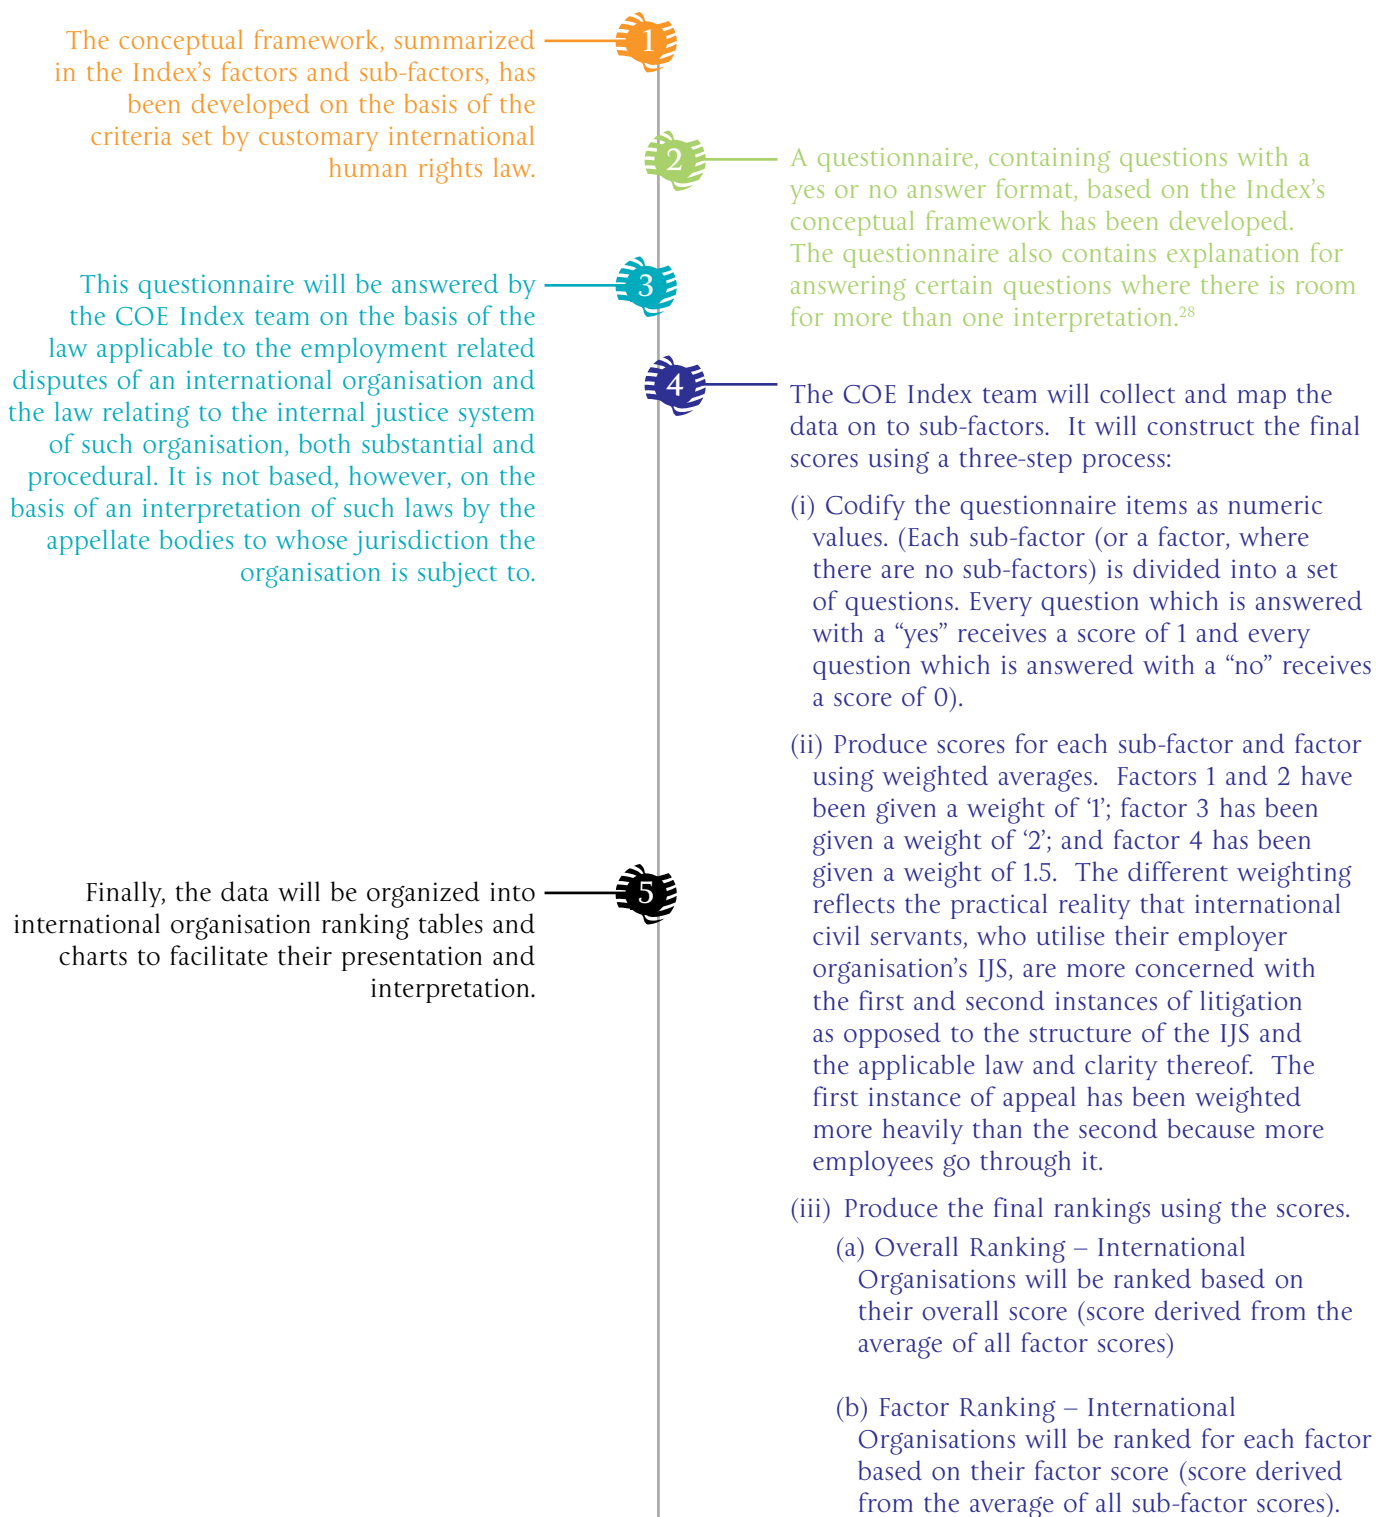 1
The conceptual framework, summarized
in the Index’s factors and sub-factors, has
been developed on the basis of the
criteria set by customary international
human rights law.
2
A questionnaire, containing questions with a
yes or no answer format, based on the Index’s
conceptual framework has been developed.
The questionnaire also contains explanation for
answering certain questions where there is room
for more than one interpretation.28
3
This questionnaire will be answered by
the COE Index team on the basis of the
law applicable to the employment related
disputes of an international organisation and
the law relating to the internal justice system
of such organisation, both substantial and
procedural. It is not based, however, on the
basis of an interpretation of such laws by the
appellate bodies to whose jurisdiction the
organisation is subject to.
4
The COE Index team will collect and map the
data on to sub-factors. It will construct the final
scores using a three-step process:
(i) Codify the questionnaire items as numeric
values. (Each sub-factor (or a factor, where
there are no sub-factors) is divided into a set
of questions. Every question which is answered
with a “yes” receives a score of 1 and every
question which is answered with a “no” receives
a score of 0).
(ii) Produce scores for each sub-factor and factor
using weighted averages. Factors 1 and 2 have
been given a weight of ‘1’; factor 3 has been
given a weight of ‘2’; and factor 4 has been
given a weight of 1.5. The different weighting
reflects the practical reality that international
civil servants, who utilise their employer
organisation’s IJS, are more concerned with
the first and second instances of litigation
as opposed to the structure of the IJS and
the applicable law and clarity thereof. The
first instance of appeal has been weighted
more heavily than the second because more
employees go through it.
(iii) Produce the final rankings using the scores.
(a) Overall Ranking – International
Organisations will be ranked based on
their overall score (score derived from the
average of all factor scores)
(b) Factor Ranking – International
Organisations will be ranked for each factor
based on their factor score (score derived
from the average of all sub-factor scores).
5
Finally, the data will be organized into
international organisation ranking tables and
charts to facilitate their presentation and
interpretation.